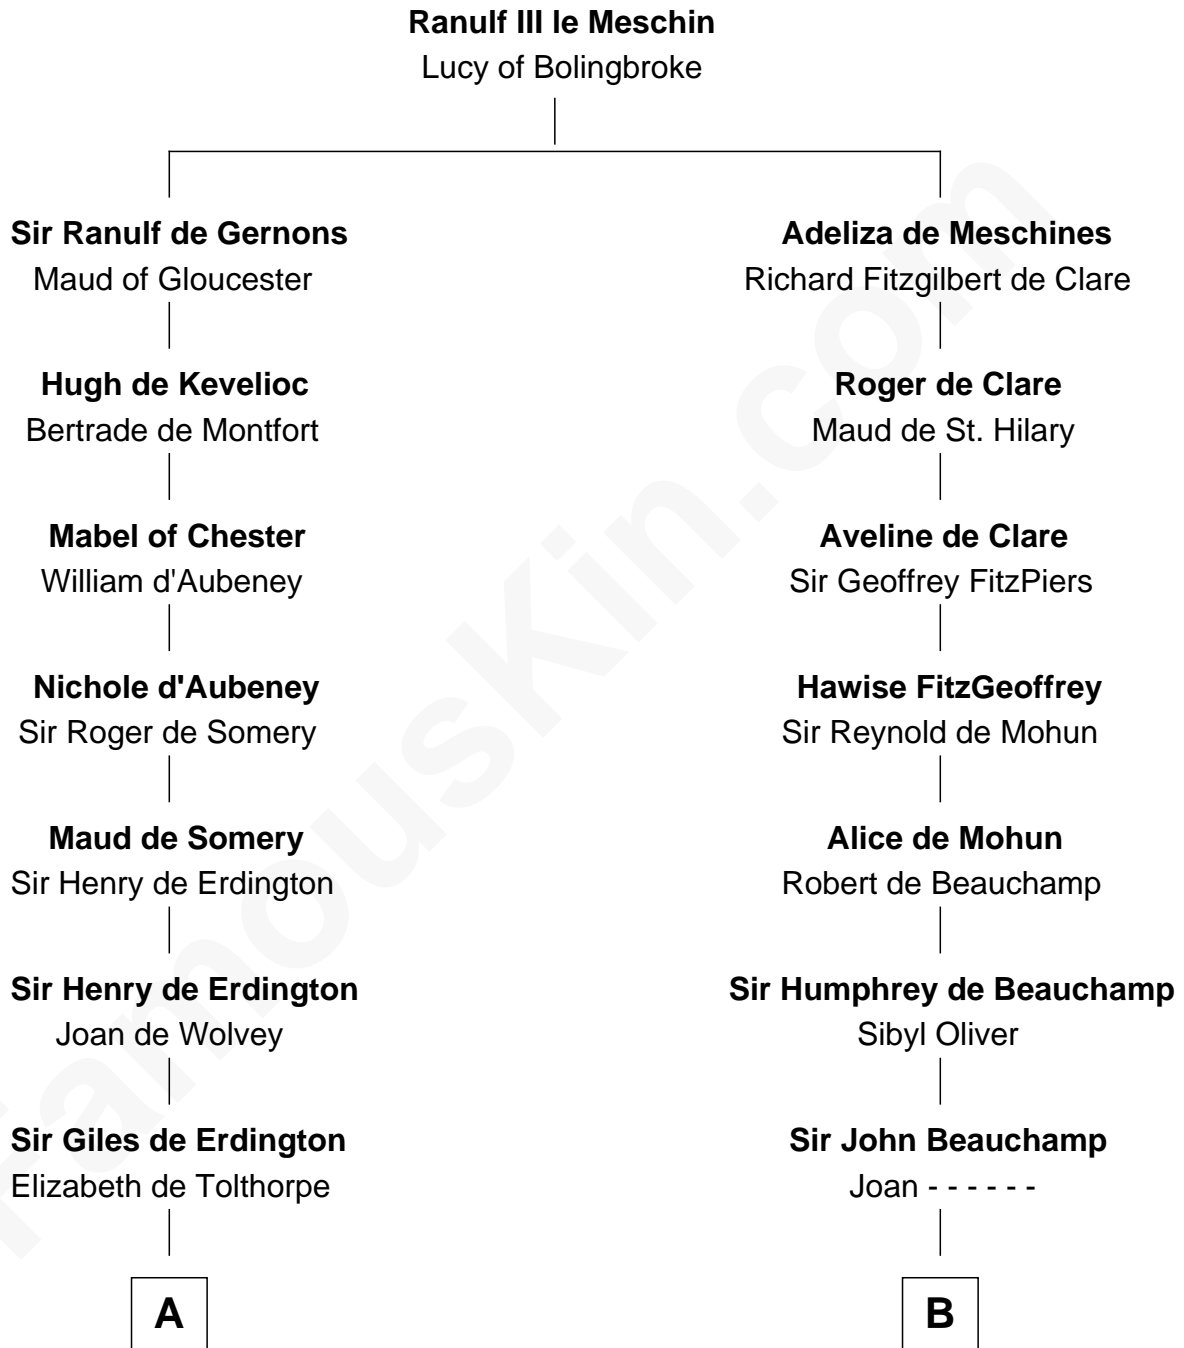 Ranulf III le Meschin
Lucy of Bolingbroke
Sir Ranulf de Gernons
Maud of Gloucester
Adeliza de Meschines
Richard Fitzgilbert de Clare
Hugh de Kevelioc
Bertrade de Montfort
Roger de Clare
Maud de St. Hilary
Mabel of Chester
William d'Aubeney
Aveline de Clare
Sir Geoffrey FitzPiers
Nichole d'Aubeney
Sir Roger de Somery
Hawise FitzGeoffrey
Sir Reynold de Mohun
Maud de Somery
Sir Henry de Erdington
Alice de Mohun
Robert de Beauchamp
Sir Henry de Erdington
Joan de Wolvey
Sir Humphrey de Beauchamp
Sibyl Oliver
Sir Giles de Erdington
Elizabeth de Tolthorpe
Sir John Beauchamp
Joan - - - - - -
A
B
FamousKin.com